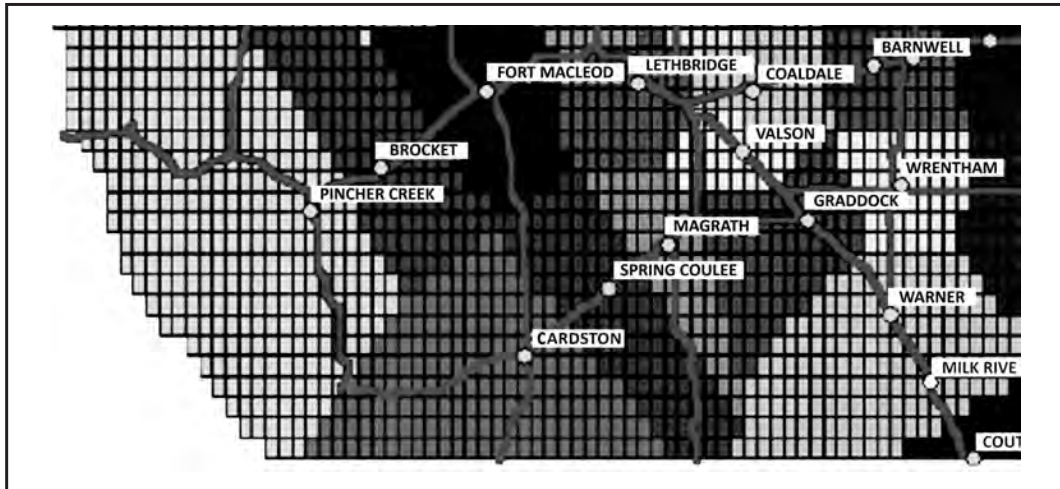 BARNWELL
LETHBRIDGE
COALDALE
FORT MACLEOD
VALSON
BROCKET
WRENTHAM
PINCHER CREEK
GRADDOCK
MAGRATH
SPRING COULEE
WARNER
CARDSTON
MILK RIVE
COUT